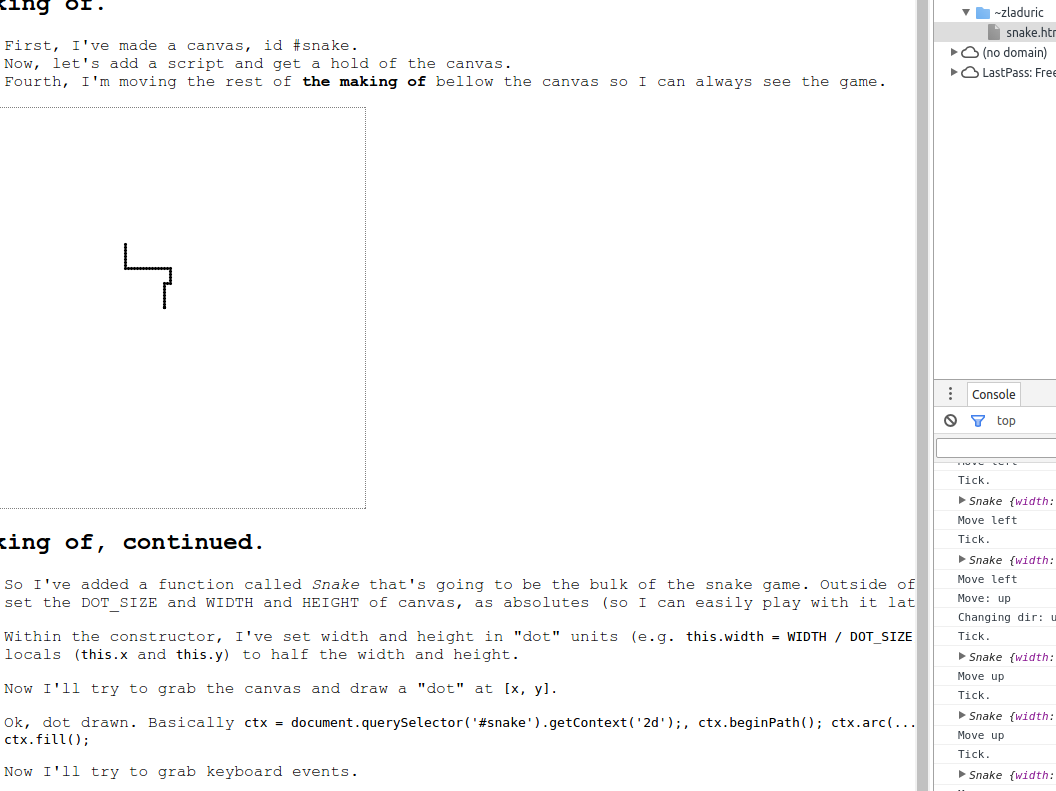 king of.
First, I've made a canvas, id #snake.
Now, let's add a script and get a hold of the canvas.
Fourth, I'm moving the rest of the making of bellow the canvas so I can always see the game.
king of, continued.
So I've added a function called Snake that's going to be the bulk of the snake game. Outside of
set the DOT_SIZE and WIDTH and HEIGHT of canvas, as absolutes (so I can easily play with it lat
Within the constructor, I've set width and height in "dot" units (e.g. this.width = WIDTH / DOT_SIZE
locals (this.x and this.y) to half the width and height.
Now I'll try to grab the canvas and draw a "dot" at [x, y].
Ok, dot drawn. Basically ctx = document.querySelector('#snake').getContext('2d');, ctx.beginPath(); ctx.arc(...
ctx.fill();
Now I'll try to grab keyboard events.
~zladuric
snake.htm
(no domain)
LastPass: Free
Console
top
Move left
Tick.
Snake {width:
Move left
Tick.
Snake {width:
Move left
Move: up
Changing dir: u
Tick.
Snake {width:
Move up
Tick.
Snake {width:
Move up
Tick.
Snake {width: